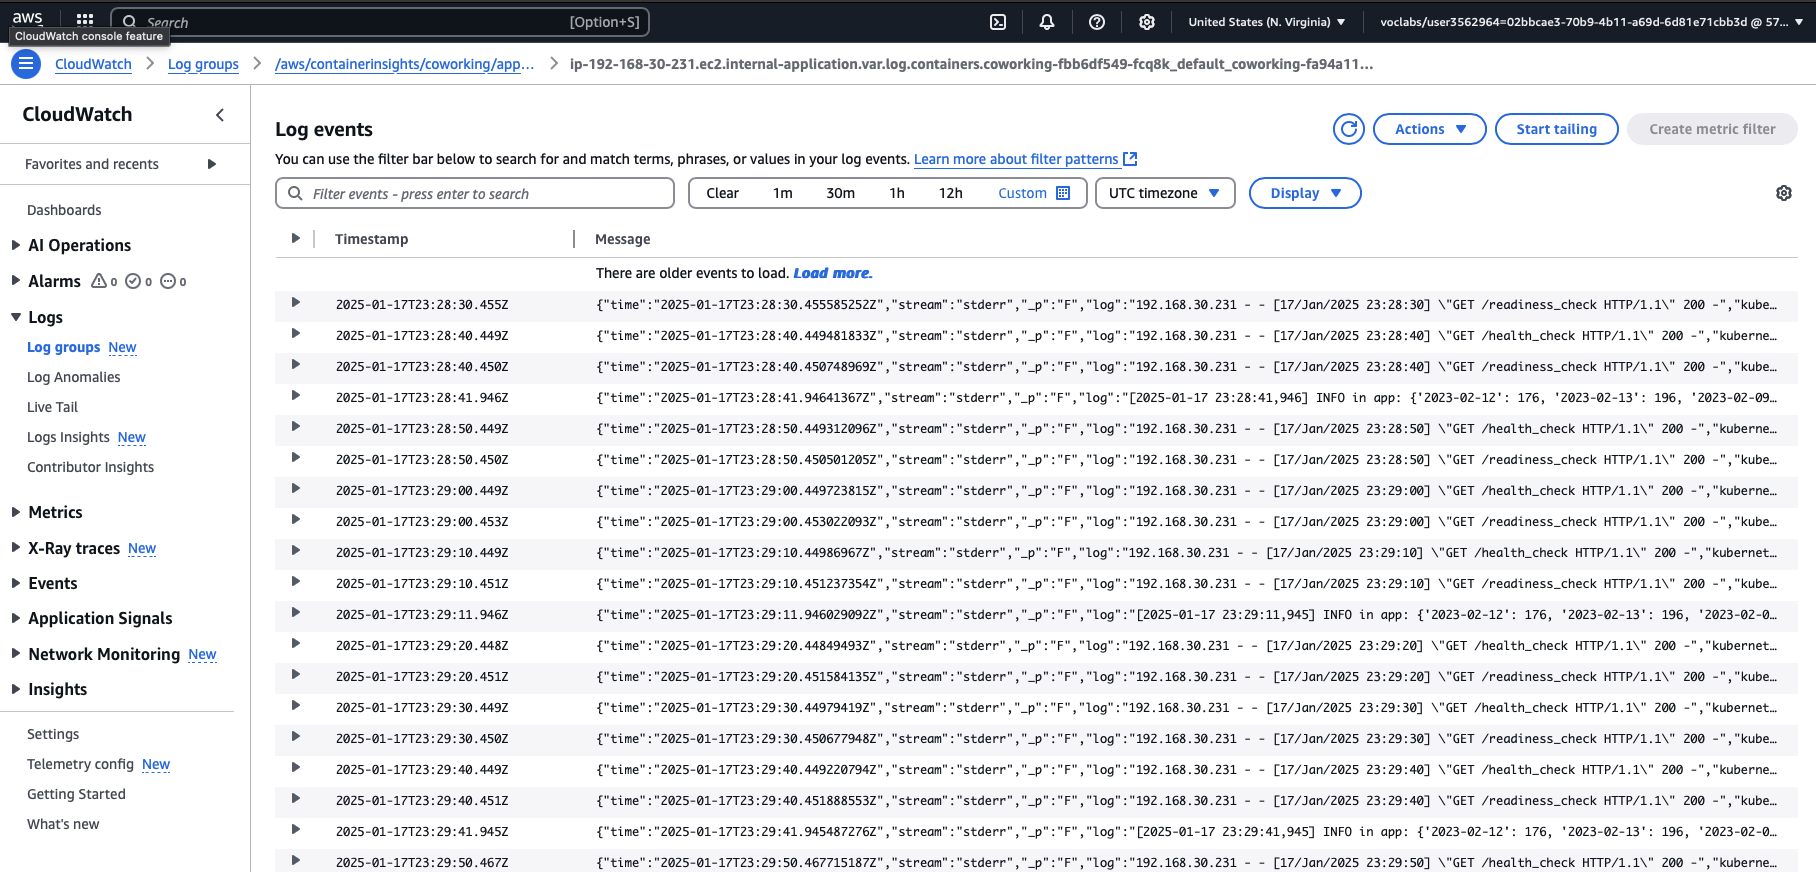 aws
Search
[Option+S]
United States (N. Virginia)
voclabs/user3562964=02bbcae3-70b9-4b11-a69d-6d81e71cbb3d @ 57...
CloudWatch console feature
CloudWatch
Log groups
/aws/containerinsights/coworking/app...
ip-192-168-30-231.ec2.internal-application.var.log.containers.coworking-fbb6df549-fcq8k_default_coworking-fa94a11...
CloudWatch
Favorites and recents
Dashboards
AI Operations
Alarms 0 0 0
Logs
Log groups New
Log Anomalies
Live Tail
Logs Insights New
Contributor Insights
Metrics
X-Ray traces New
Events
Application Signals
Network Monitoring New
Insights
Settings
Telemetry config New
Getting Started
What's new
Log events
Actions
Start tailing
Create metric filter
You can use the filter bar below to search for and match terms, phrases, or values in your log events. Learn more about filter patterns
Filter events - press enter to search
Clear 1m 30m 1h 12h Custom
UTC timezone
Display
Timestamp Message
There are older events to load. Load more.
2025-01-17T23:28:30.455Z {"time":"2025-01-17T23:28:30.455585252Z","stream":"stderr","_p":"F","log":"192.168.30.231 - - [17/Jan/2025 23:28:30] \"GET /readiness_check HTTP/1.1\" 200 -","kube…
2025-01-17T23:28:40.449Z {"time":"2025-01-17T23:28:40.449481833Z","stream":"stderr","_p":"F","log":"192.168.30.231 - - [17/Jan/2025 23:28:40] \"GET /health_check HTTP/1.1\" 200 -","kuberne…
2025-01-17T23:28:40.450Z {"time":"2025-01-17T23:28:40.450748969Z","stream":"stderr","_p":"F","log":"192.168.30.231 - - [17/Jan/2025 23:28:40] \"GET /readiness_check HTTP/1.1\" 200 -","kube…
2025-01-17T23:28:41.946Z {"time":"2025-01-17T23:28:41.94641367Z","stream":"stderr","_p":"F","log":"[2025-01-17 23:28:41,946] INFO in app: {'2023-02-12': 176, '2023-02-13': 196, '2023-02-09…
2025-01-17T23:28:50.449Z {"time":"2025-01-17T23:28:50.449312096Z","stream":"stderr","_p":"F","log":"192.168.30.231 - - [17/Jan/2025 23:28:50] \"GET /health_check HTTP/1.1\" 200 -","kuberne…
2025-01-17T23:28:50.450Z {"time":"2025-01-17T23:28:50.450501205Z","stream":"stderr","_p":"F","log":"192.168.30.231 - - [17/Jan/2025 23:28:50] \"GET /readiness_check HTTP/1.1\" 200 -","kube…
2025-01-17T23:29:00.449Z {"time":"2025-01-17T23:29:00.449723815Z","stream":"stderr","_p":"F","log":"192.168.30.231 - - [17/Jan/2025 23:29:00] \"GET /health_check HTTP/1.1\" 200 -","kuberne…
2025-01-17T23:29:00.453Z {"time":"2025-01-17T23:29:00.453022093Z","stream":"stderr","_p":"F","log":"192.168.30.231 - - [17/Jan/2025 23:29:00] \"GET /readiness_check HTTP/1.1\" 200 -","kube…
2025-01-17T23:29:10.449Z {"time":"2025-01-17T23:29:10.44986967Z","stream":"stderr","_p":"F","log":"192.168.30.231 - - [17/Jan/2025 23:29:10] \"GET /health_check HTTP/1.1\" 200 -","kubernet…
2025-01-17T23:29:10.451Z {"time":"2025-01-17T23:29:10.451237354Z","stream":"stderr","_p":"F","log":"192.168.30.231 - - [17/Jan/2025 23:29:10] \"GET /readiness_check HTTP/1.1\" 200 -","kube…
2025-01-17T23:29:11.946Z {"time":"2025-01-17T23:29:11.946029092Z","stream":"stderr","_p":"F","log":"[2025-01-17 23:29:11,945] INFO in app: {'2023-02-12': 176, '2023-02-13': 196, '2023-02-0…
2025-01-17T23:29:20.448Z {"time":"2025-01-17T23:29:20.44849493Z","stream":"stderr","_p":"F","log":"192.168.30.231 - - [17/Jan/2025 23:29:20] \"GET /health_check HTTP/1.1\" 200 -","kubernet…
2025-01-17T23:29:20.451Z {"time":"2025-01-17T23:29:20.451584135Z","stream":"stderr","_p":"F","log":"192.168.30.231 - - [17/Jan/2025 23:29:20] \"GET /readiness_check HTTP/1.1\" 200 -","kube…
2025-01-17T23:29:30.449Z {"time":"2025-01-17T23:29:30.44979419Z","stream":"stderr","_p":"F","log":"192.168.30.231 - - [17/Jan/2025 23:29:30] \"GET /health_check HTTP/1.1\" 200 -","kubernet…
2025-01-17T23:29:30.450Z {"time":"2025-01-17T23:29:30.450677948Z","stream":"stderr","_p":"F","log":"192.168.30.231 - - [17/Jan/2025 23:29:30] \"GET /readiness_check HTTP/1.1\" 200 -","kube…
2025-01-17T23:29:40.449Z {"time":"2025-01-17T23:29:40.449220794Z","stream":"stderr","_p":"F","log":"192.168.30.231 - - [17/Jan/2025 23:29:40] \"GET /health_check HTTP/1.1\" 200 -","kuberne…
2025-01-17T23:29:40.451Z {"time":"2025-01-17T23:29:40.451888553Z","stream":"stderr","_p":"F","log":"192.168.30.231 - - [17/Jan/2025 23:29:40] \"GET /readiness_check HTTP/1.1\" 200 -","kube…
2025-01-17T23:29:41.945Z {"time":"2025-01-17T23:29:41.945487276Z","stream":"stderr","_p":"F","log":"[2025-01-17 23:29:41,945] INFO in app: {'2023-02-12': 176, '2023-02-13': 196, '2023-02-0…
2025-01-17T23:29:50.467Z {"time":"2025-01-17T23:29:50.467715187Z","stream":"stderr","_p":"F","log":"192.168.30.231 - - [17/Jan/2025 23:29:50] \"GET /health_check HTTP/1.1\" 200 -","kuberne…